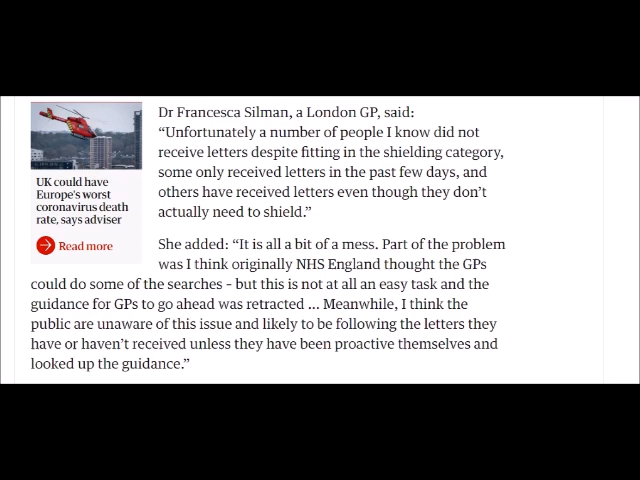 Dr Francesca Silman, a London GP, said:
“Unfortunately a number of people I know did not
receive letters despite fitting in the shielding category,
some only received letters in the past few days, and
others have received letters even though they don’t
actually need to shield.”
UK could have
Europe's worst
coronavirus death
rate, says adviser
Read more
She added: “It is all a bit of a mess. Part of the problem
was I think originally NHS England thought the GPs
could do some of the searches – but this is not at all an easy task and the
guidance for GPs to go ahead was retracted ... Meanwhile, I think the
public are unaware of this issue and likely to be following the letters they
have or haven’t received unless they have been proactive themselves and
looked up the guidance.”